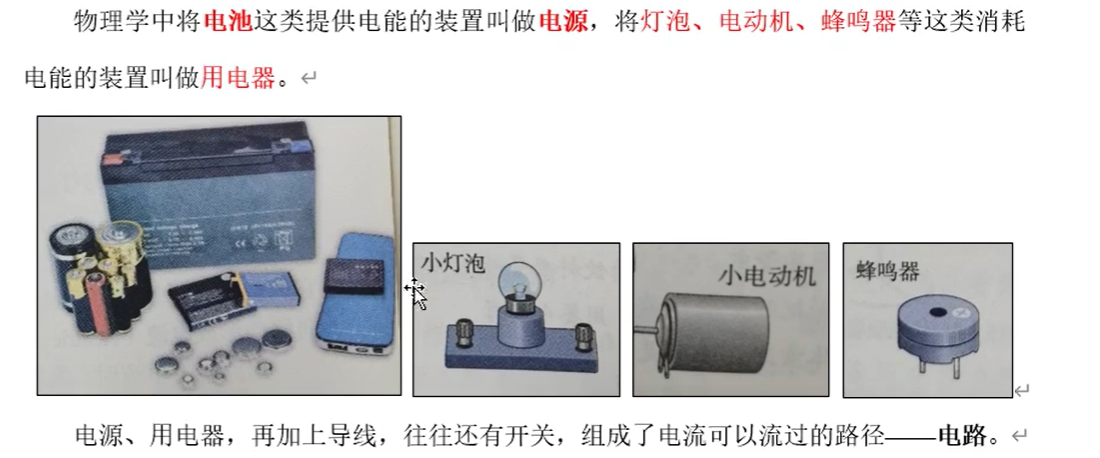 物理学中将电池这类提供电能的装置叫做电源，将灯泡、电动机、蜂鸣器等这类消耗
电能的装置叫做用电器。
小灯泡
小电动机
蜂鸣器
电源、用电器，再加上导线，往往还有开关，组成了电流可以流过的路径——电路。